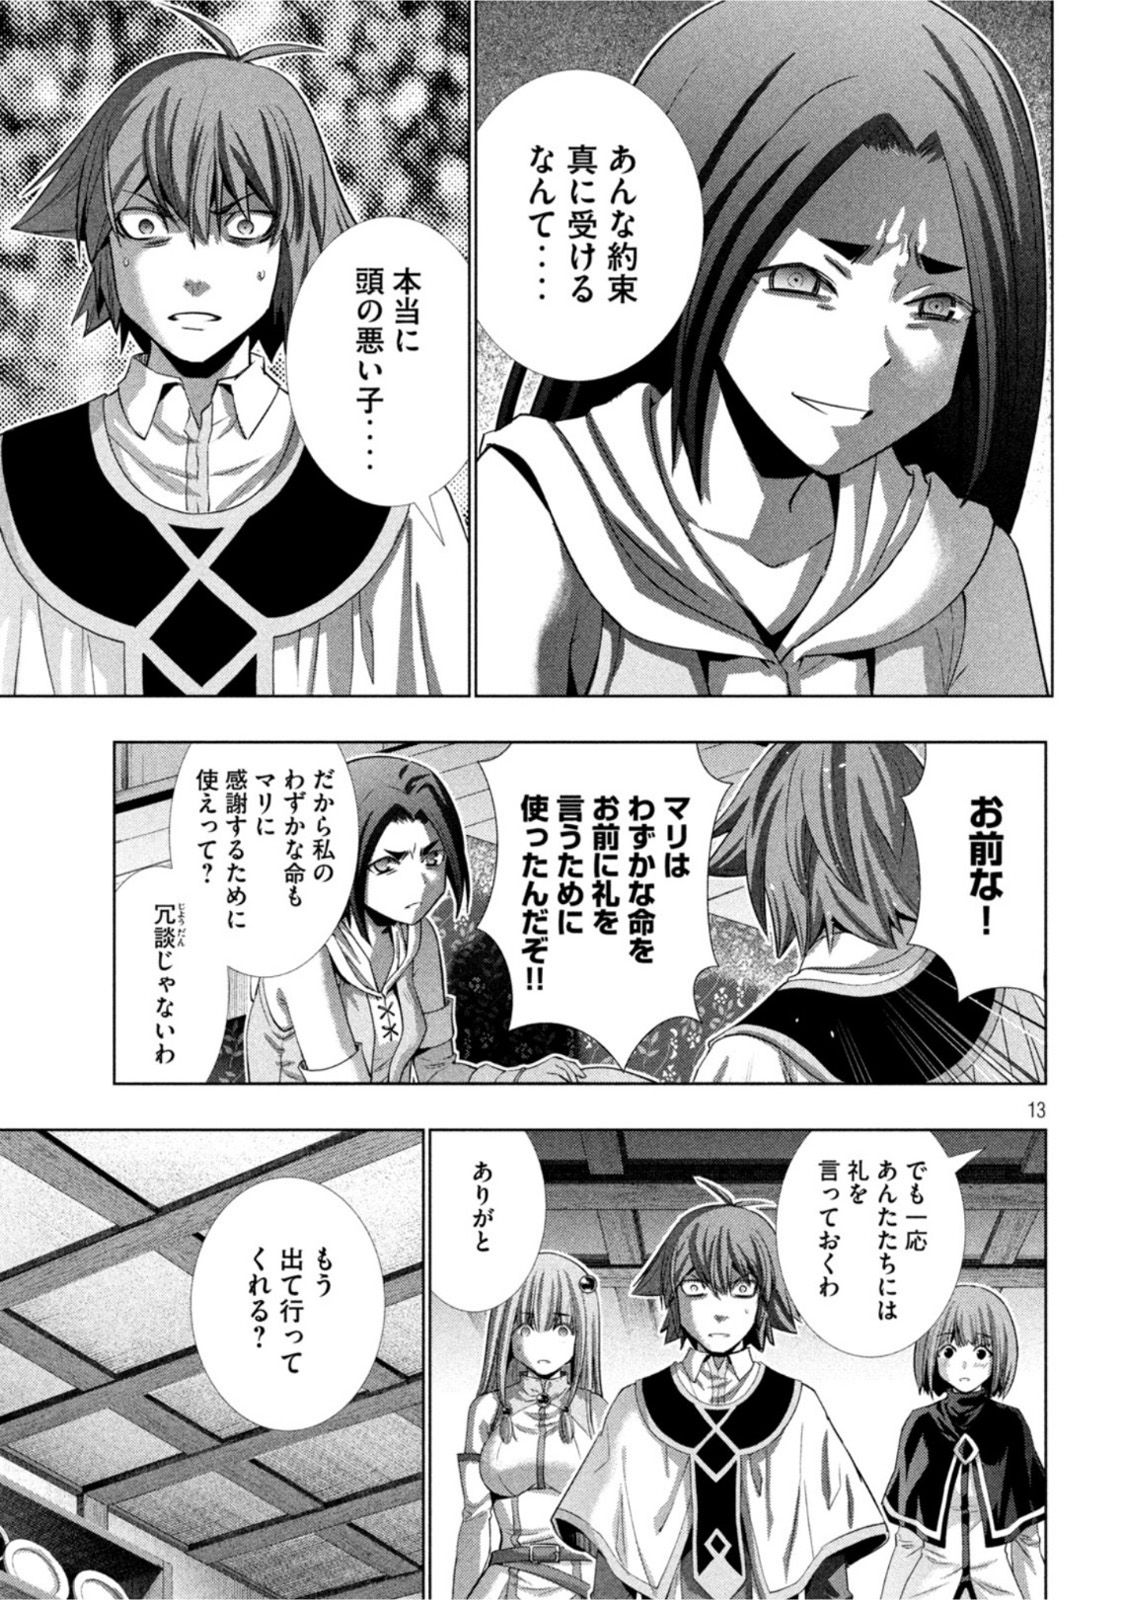 あんな約束
真に受ける
なんて‥‥
本当に
頭の悪い子‥‥
お前な！
マリは
わずかな命を
お前に礼を
言うために
使ったんだぞ!!
だから私の
わずかな命も
マリに
感謝するために
使えって？
冗談じゃないわ
じょうだん
13
でも一応
あんたたちには
礼を
言っておくわ
ありがと
もう
出て行って
くれる？